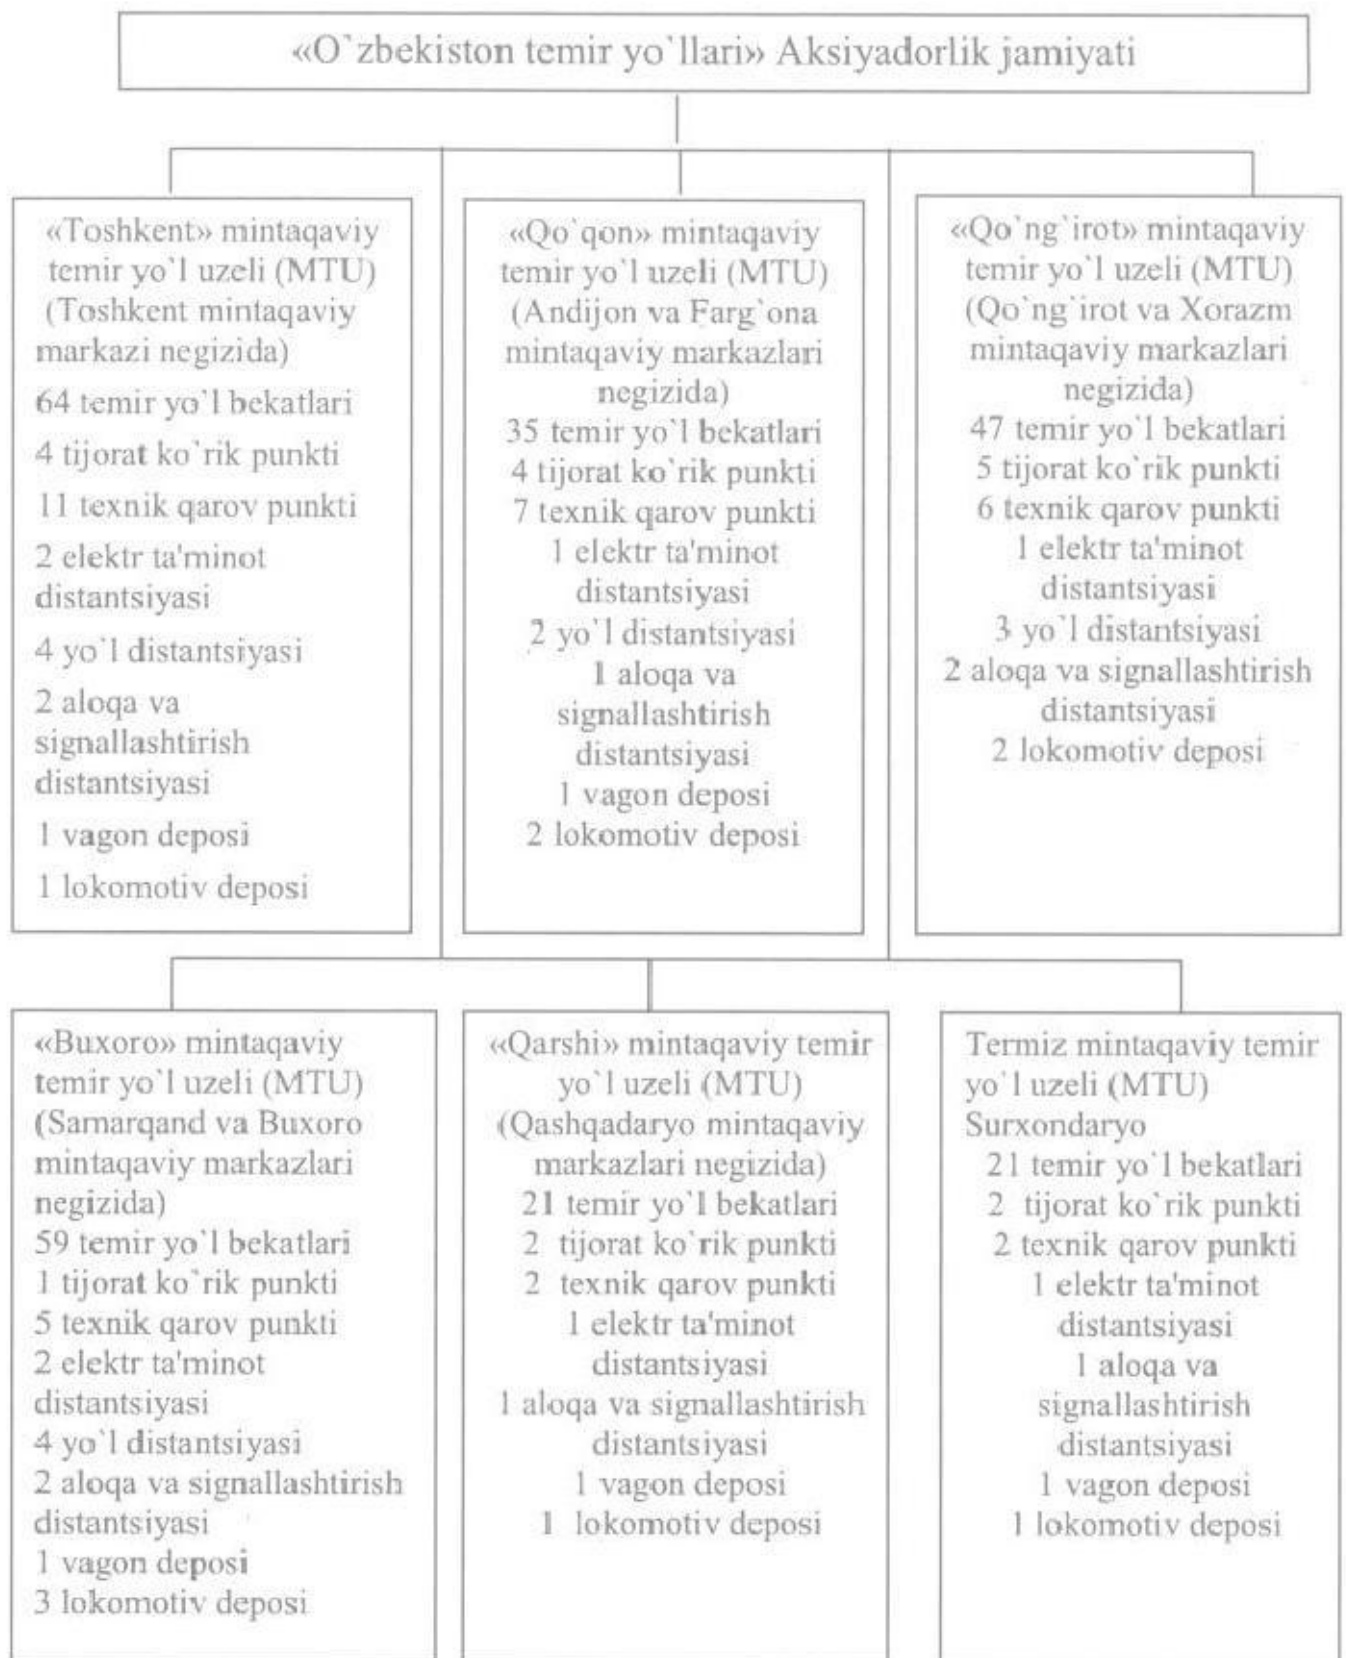 «O`zbekiston temir yo`llari» Aksiyadorlik jamiyati
«Toshkent» mintaqaviy
temir yo`l uzeli (MTU)
(Toshkent mintaqaviy
markazi negizida)
64 temir yo`l bekatlari
4 tijorat ko`rik punkti
11 texnik qarov punkti
2 elektr ta'minot
distantsiyasi
4 yo`l distantsiyasi
2 aloqa va
signallashtirish
distantsiyasi
1 vagon deposi
1 lokomotiv deposi
«Qo`qon» mintaqaviy
temir yo`l uzeli (MTU)
(Andijon va Farg`ona
mintaqaviy markazlari
negizida)
35 temir yo`l bekatlari
4 tijorat ko`rik punkti
7 texnik qarov punkti
1 elektr ta'minot
distantsiyasi
2 yo`l distantsiyasi
1 aloqa va
signallashtirish
distantsiyasi
1 vagon deposi
2 lokomotiv deposi
«Qo`ng`irot» mintaqaviy
temir yo`l uzeli (MTU)
(Qo`ng`irot va Xorazm
mintaqaviy markazlari
negizida)
47 temir yo`l bekatlari
5 tijorat ko`rik punkti
6 texnik qarov punkti
1 elektr ta'minot
distantsiyasi
3 yo`l distantsiyasi
2 aloqa va signallashtirish
distantsiyasi
2 lokomotiv deposi
«Buxoro» mintaqaviy
temir yo`l uzeli (MTU)
(Samarqand va Buxoro
mintaqaviy markazlari
negizida)
59 temir yo`l bekatlari
1 tijorat ko`rik punkti
5 texnik qarov punkti
2 elektr ta'minot
distantsiyasi
4 yo`l distantsiyasi
2 aloqa va signallashtirish
distantsiyasi
1 vagon deposi
3 lokomotiv deposi
«Qarshi» mintaqaviy temir
yo`l uzeli (MTU)
(Qashqadaryo mintaqaviy
markazlari negizida)
21 temir yo`l bekatlari
2 tijorat ko`rik punkti
2 texnik qarov punkti
1 elektr ta'minot
distantsiyasi
1 aloqa va signallashtirish
distantsiyasi
1 vagon deposi
1 lokomotiv deposi
Termiz mintaqaviy temir
yo`l uzeli (MTU)
Surxondaryo
21 temir yo`l bekatlari
2 tijorat ko`rik punkti
2 texnik qarov punkti
1 elektr ta'minot
distantsiyasi
1 aloqa va
signallashtirish
distantsiyasi
1 vagon deposi
1 lokomotiv deposi